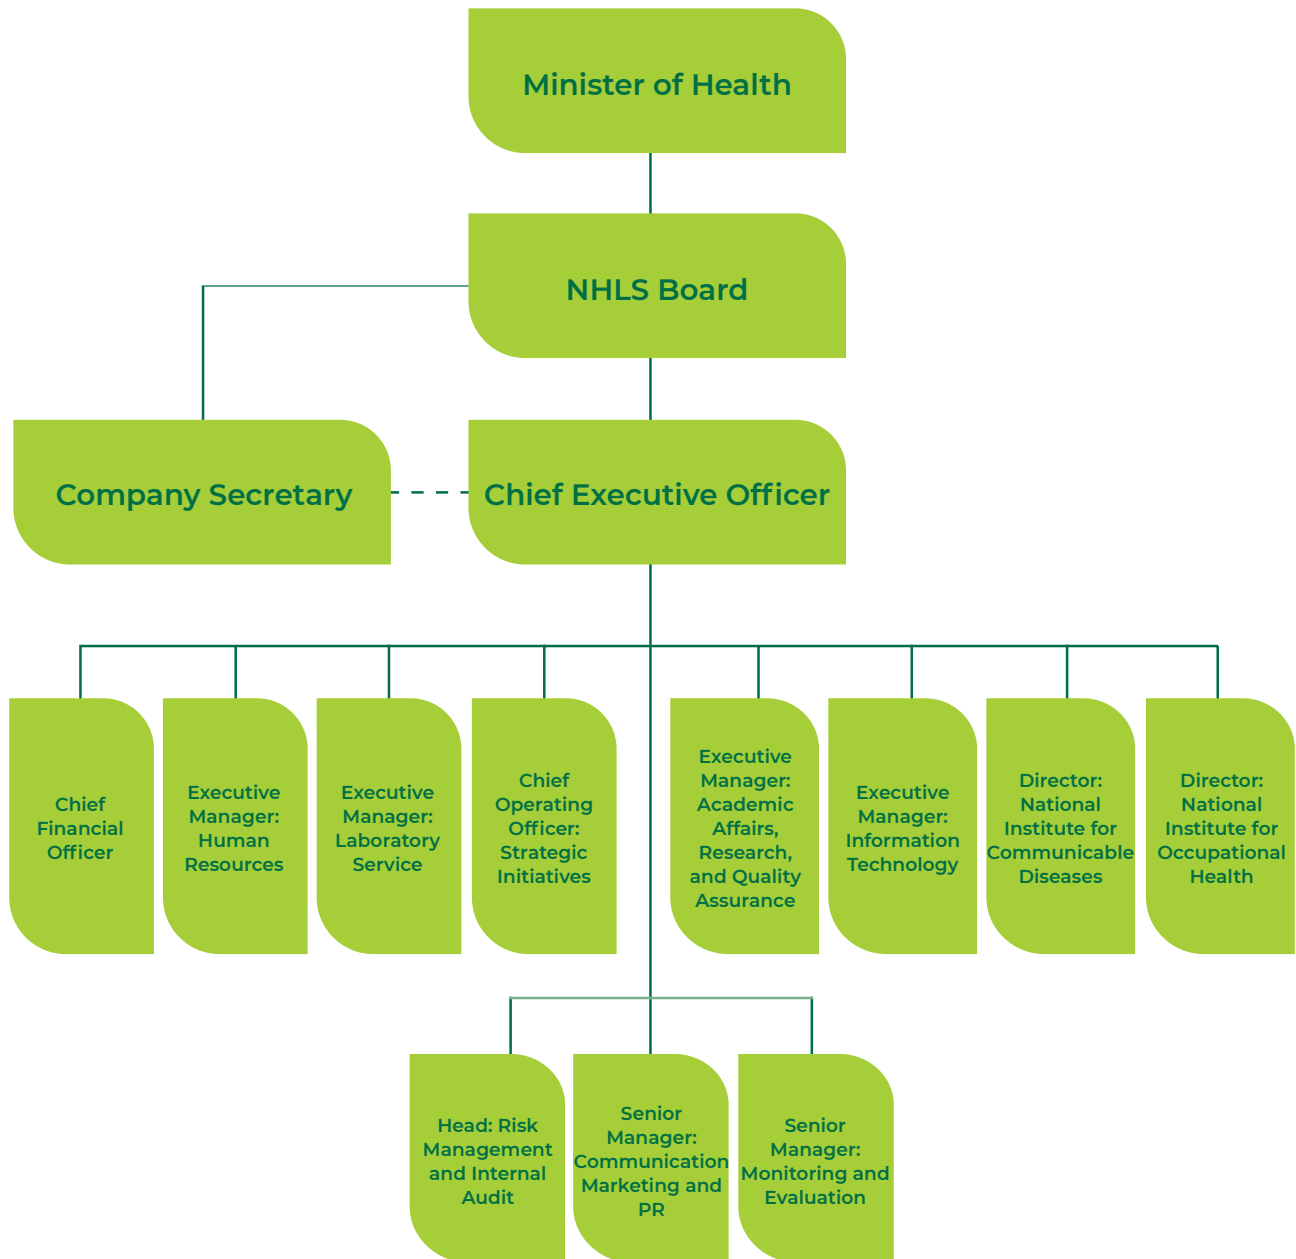 Minister of Health
NHLS Board
Company Secretary
Chief Executive Officer
Chief
Financial
Officer
Executive
Manager:
Human
Resources
Executive
Manager:
Laboratory
Service
Chief
Operating
Officer:
Strategic
Initiatives
Executive
Manager:
Academic
Affairs,
Research,
and Quality
Assurance
Executive
Manager:
Information
Technology
Director:
National
Institute for
Communicable
Diseases
Director:
National
Institute for
Occupational
Health
Head: Risk
Management
and Internal
Audit
Senior
Manager:
Communication
Marketing and
PR
Senior
Manager:
Monitoring and
Evaluation